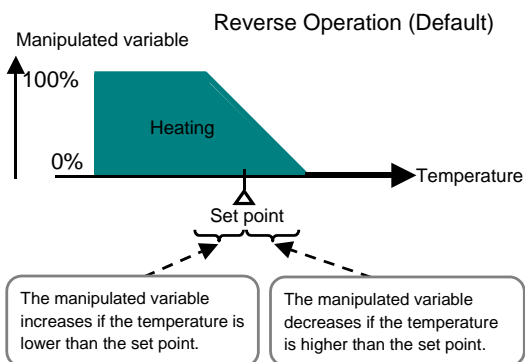 Reverse Operation (Default)
Manipulated variable
100%
Heating
0%
Temperature
Set point
The manipulated variable
increases if the temperature is
lower than the set point.
The manipulated variable
decreases if the temperature
is higher than the set point.